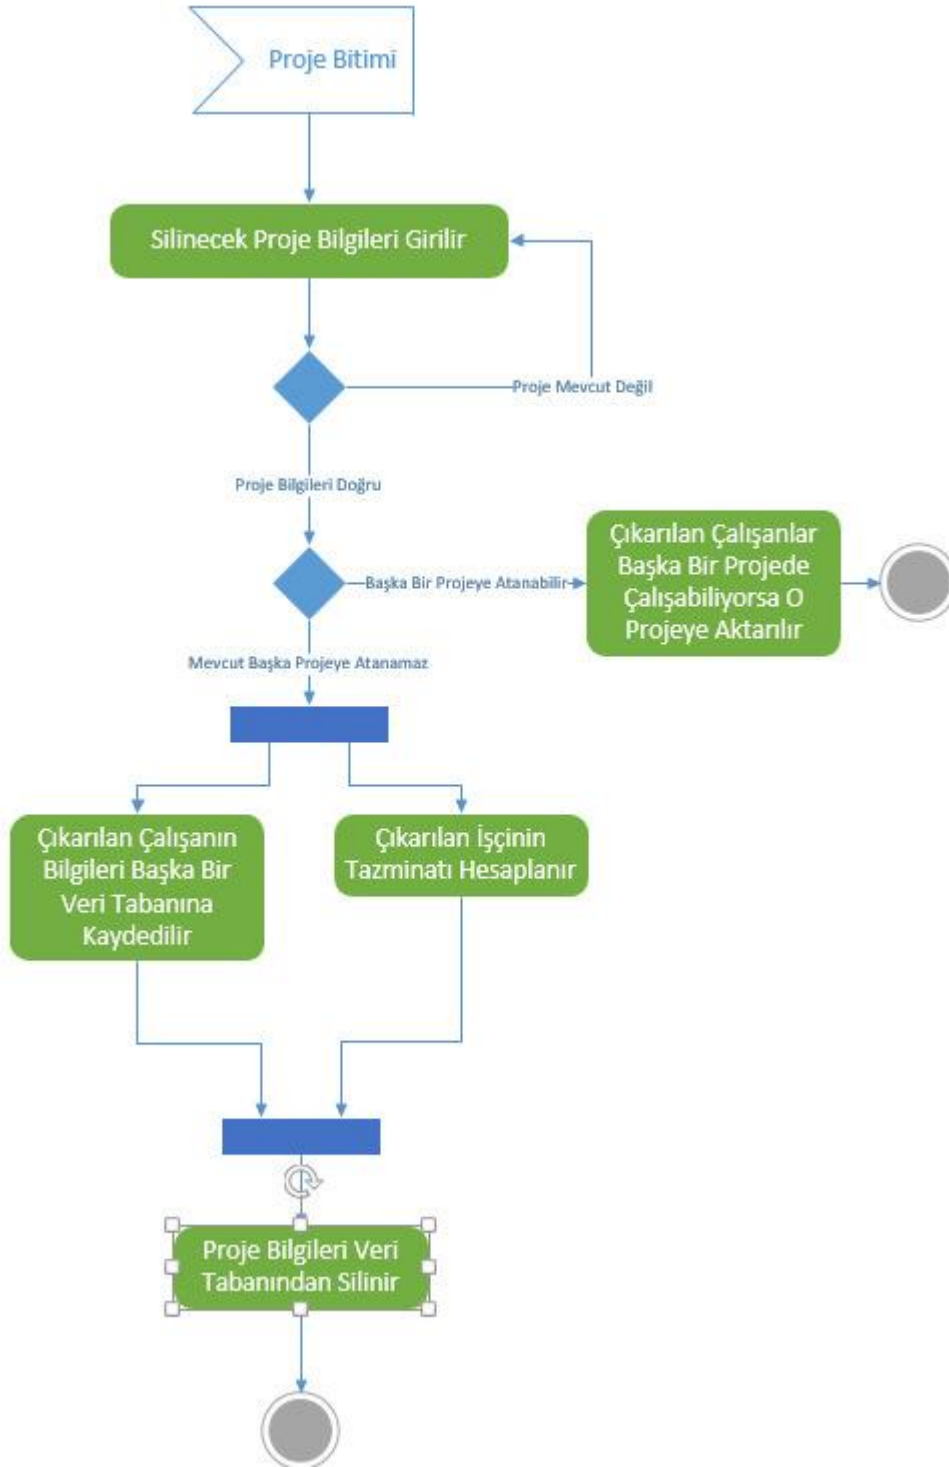 Proje Bitimi
Silinecek Proje Bilgileri Girilir
Proje Mevcut Değil
Proje Bilgileri Doğru
Başka Bir Projeye Atanabilir
Çıkarılan Çalışanlar
Başka Bir Projede
Çalışabiliyorsa O
Projeye Aktarılır
Mevcut Başka Projeye Atanamaz
Çıkarılan Çalışanın
Bilgileri Başka Bir
Veri Tabanına
Kaydedilir
Çıkarılan İşçinin
Tazminatı Hesaplanır
Proje Bilgileri Veri
Tabanından Silinir